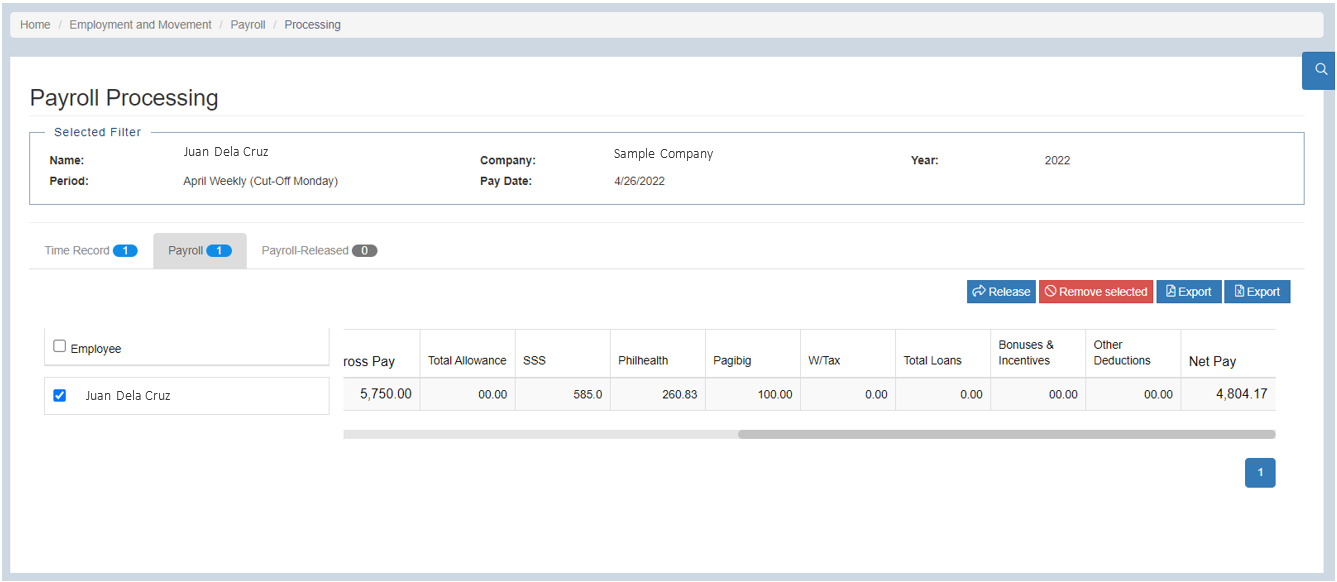 Home / Employment and Movement / Payroll / Processing
Payroll Processing
Selected Filter
Name: Juan Dela Cruz Company: Sample Company Year: 2022
Period: April Weekly (Cut-Off Monday) Pay Date: 4/26/2022
Time Record 1 Payroll 1 Payroll-Released 0
Release Remove selected Export Export
Employee ross Pay Total Allowance SSS Philhealth Pagibig W/Tax Total Loans Bonuses & Incentives Other Deductions Net Pay
Juan Dela Cruz 5,750.00 00.00 585.0 260.83 100.00 0.00 0.00 00.00 00.00 4,804.17
1